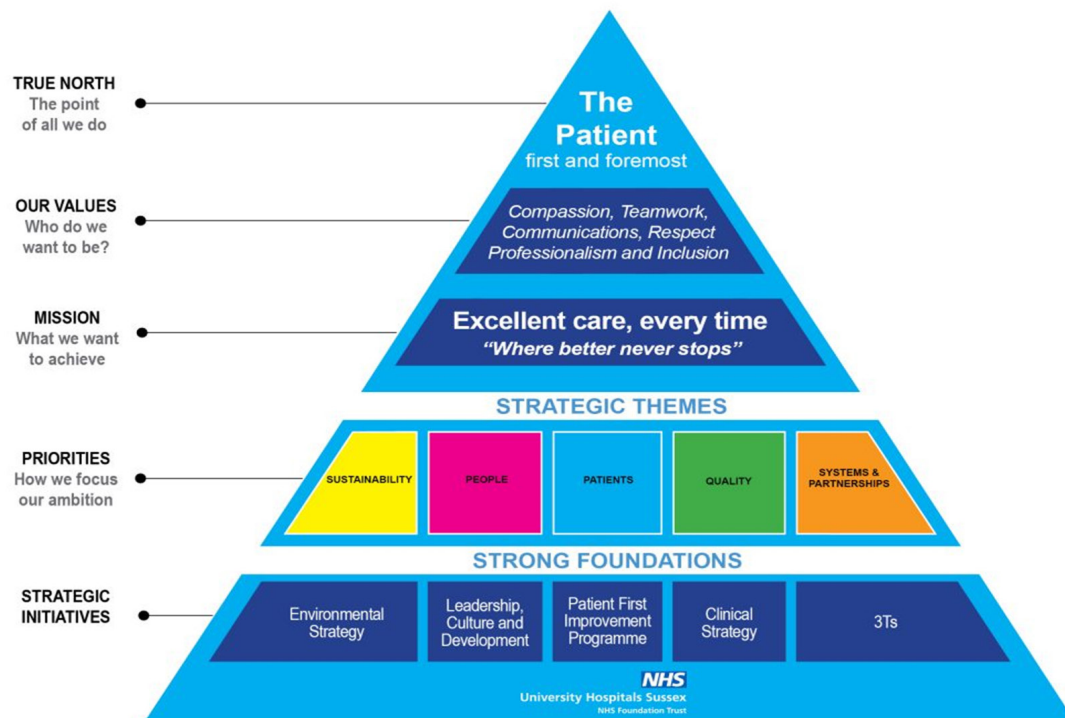 TRUE NORTH
The point
of all we do
The
Patient
first and foremost
OUR VALUES
Who do we
want to be?
Compassion, Teamwork,
Communications, Respect
Professionalism and Inclusion
MISSION
What we want
to achieve
Excellent care, every time
“Where better never stops”
STRATEGIC THEMES
PRIORITIES
How we focus
our ambition
SUSTAINABILITY
PEOPLE
PATIENTS
QUALITY
SYSTEMS &
PARTNERSHIPS
STRONG FOUNDATIONS
STRATEGIC
INITIATIVES
Environmental
Strategy
Leadership,
Culture and
Development
Patient First
Improvement
Programme
Clinical
Strategy
3Ts
NHS
University Hospitals Sussex
NHS Foundation Trust